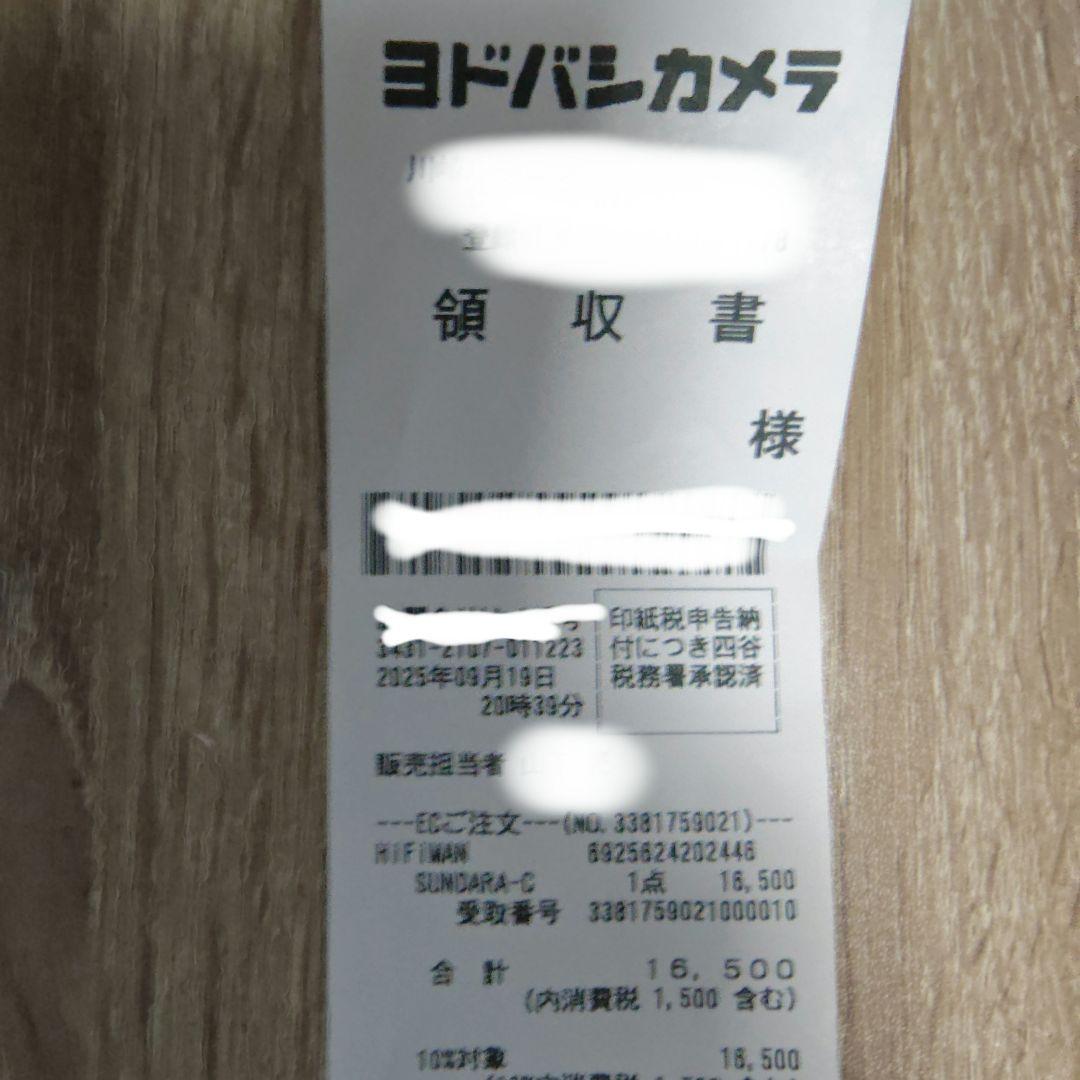 ヨドバシカメラ
領収書
様
3431-2107-011223
2025年09月19日
20時39分
印紙税申告納
付につき四谷
税務署承認済
販売担当者
---ECご注文---(NO.3381759021)---
HiFiMAN 6925624202446
SUNDARA-C 1点 16,500
受取番号 3381759021000010
合計 16,500
(内消費税 1,500 含む)
10%対象 16,500